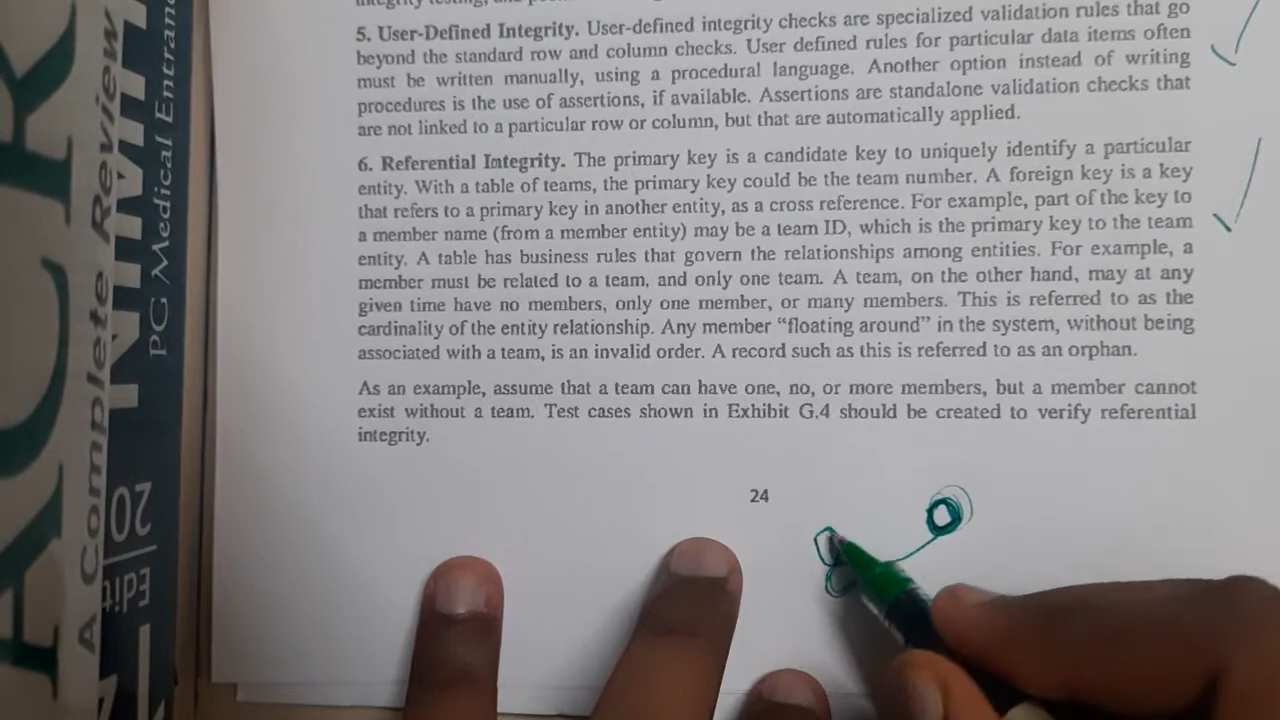 5. User-Defined Integrity. User-defined integrity checks are specialized validation rules that go
beyond the standard row and column checks. User defined rules for particular data items often
must be written manually, using a procedural language. Another option instead of writing
procedures is the use of assertions, if available. Assertions are standalone validation checks that
are not linked to a particular row or column, but that are automatically applied.
6. Referential Integrity. The primary key is a candidate key to uniquely identify a particular
entity. With a table of teams, the primary key could be the team number. A foreign key is a key
that refers to a primary key in another entity, as a cross reference. For example, part of the key to
a member name (from a member entity) may be a team ID, which is the primary key to the team
entity. A table has business rules that govern the relationships among entities. For example, a
member must be related to a team, and only one team. A team, on the other hand, may at any
given time have no members, only one member, or many members. This is referred to as the
cardinality of the entity relationship. Any member “floating around” in the system, without being
associated with a team, is an invalid order. A record such as this is referred to as an orphan.
As an example, assume that a team can have one, no, or more members, but a member cannot
exist without a team. Test cases shown in Exhibit G.4 should be created to verify referential
integrity.
24
A Complete Review
PG Medical
20
Edit